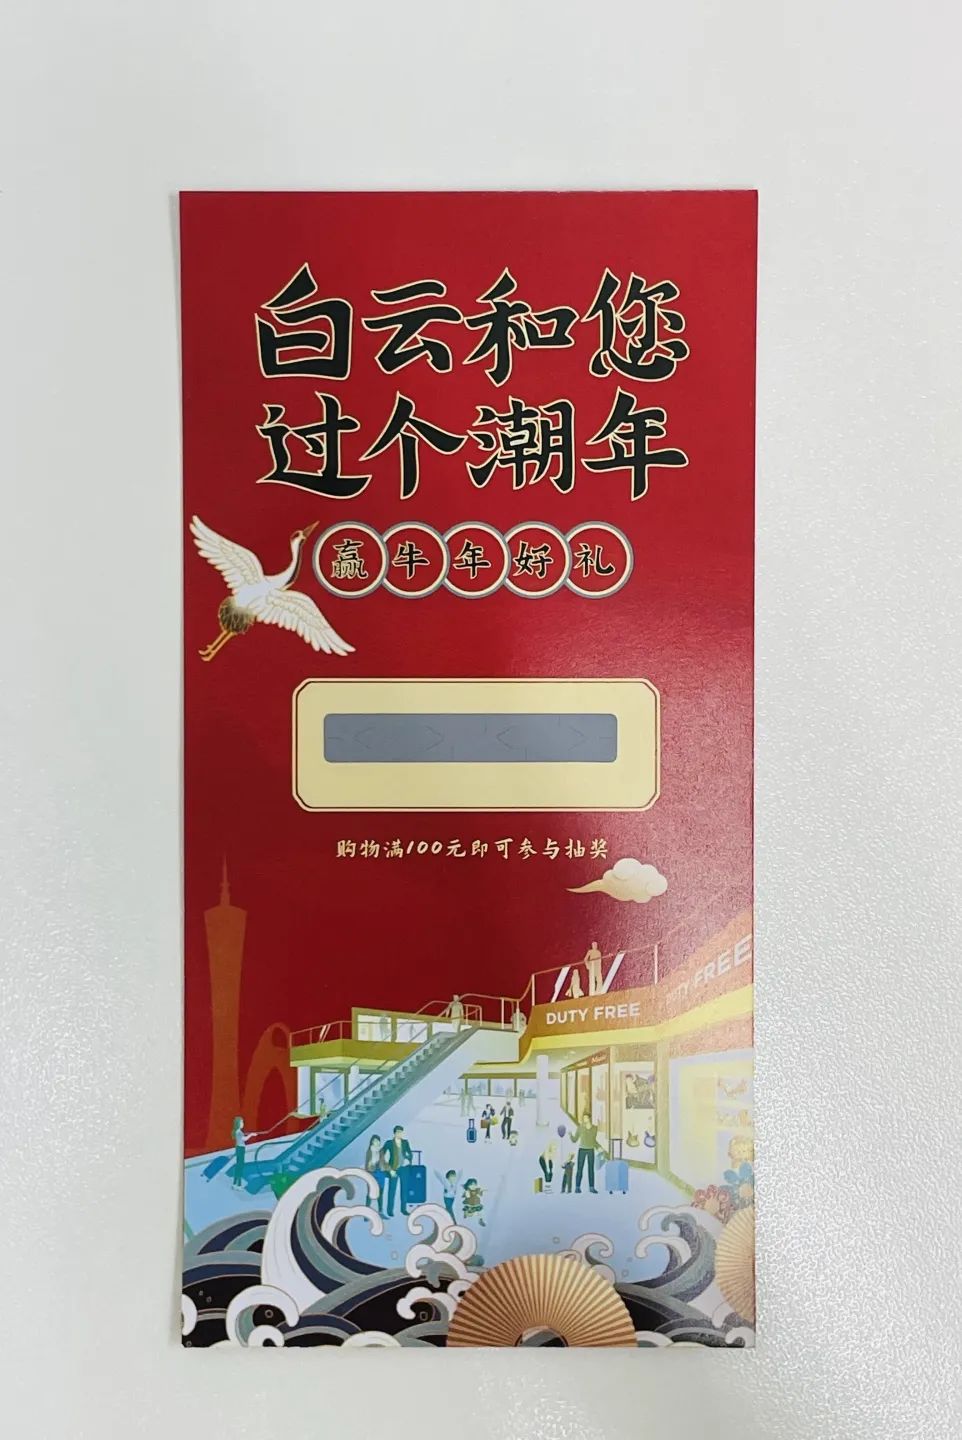 白云和您
过个潮年
赢牛年好礼
购物满100元即可参与抽奖
DUTY FREE
DUTY FREE